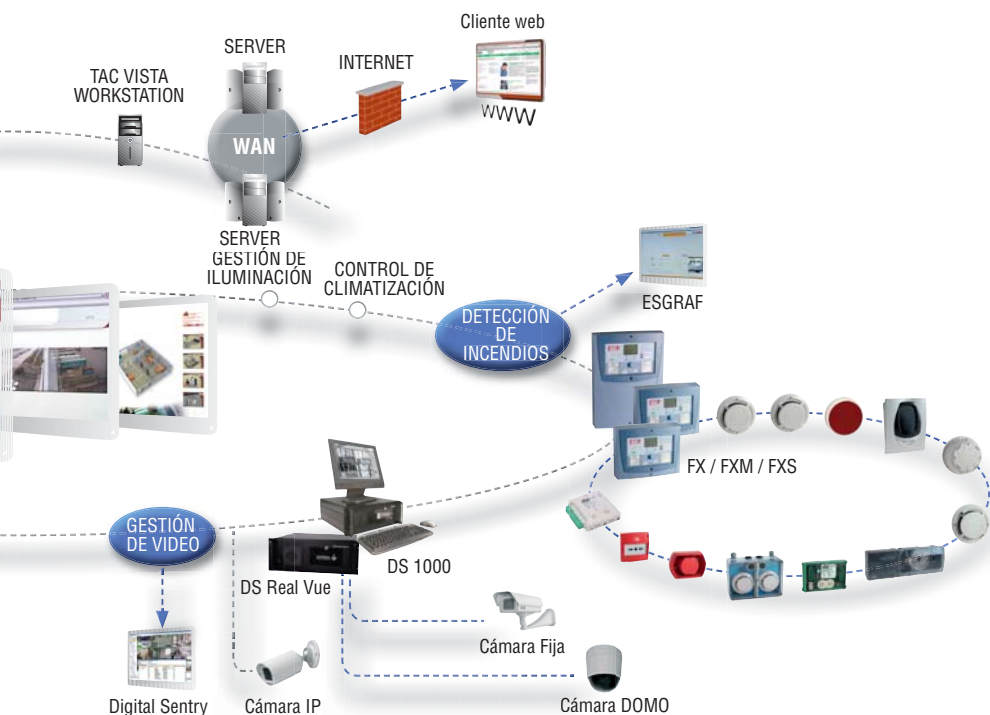 Cliente web
SERVER
INTERNET
TAC VISTA
WORKSTATION
WWW
WAN
SERVER
GESTIÓN DE
ILUMINACIÓN
CONTROL DE
CLIMATIZACIÓN
ESGRAF
DETECCIÓN
DE
INCENDIOS
FX / FXM / FXS
GESTIÓN
DE VIDEO
DS 1000
DS Real Vue
Cámara Fija
Digital Sentry
Cámara IP
Cámara DOMO